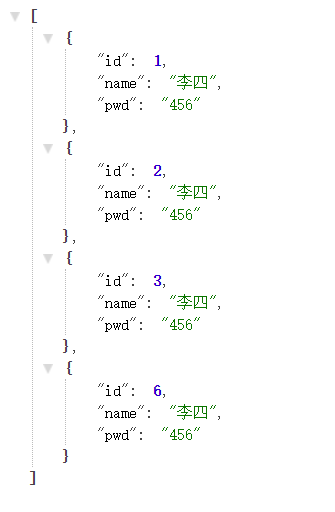 [
{
"id": 1,
"name": "李四",
"pwd": "456"
},
{
"id": 2,
"name": "李四",
"pwd": "456"
},
{
"id": 3,
"name": "李四",
"pwd": "456"
},
{
"id": 6,
"name": "李四",
"pwd": "456"
}
]